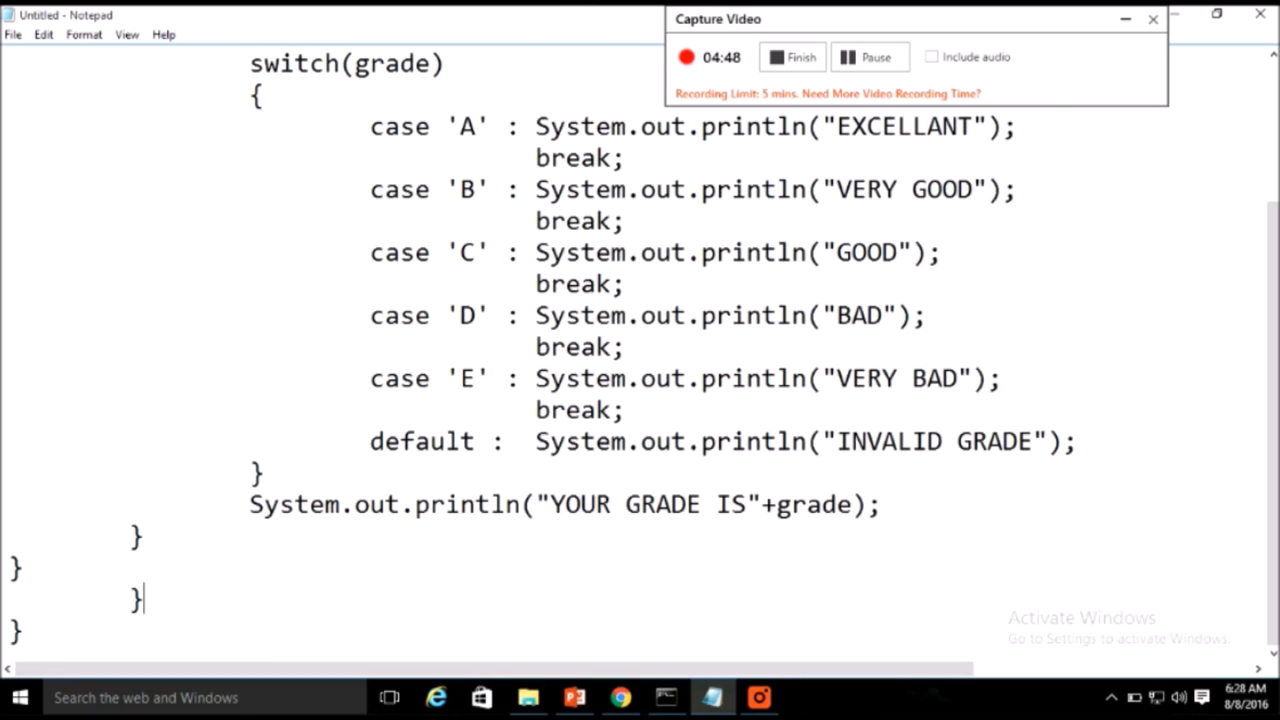 Untitled - Notepad
File Edit Format View Help
Capture Video
04:48 Finish Pause Include audio
Recording Limit: 5 mins. Need More Video Recording Time?
switch(grade)
{
case 'A' : System.out.println("EXCELLANT");
break;
case 'B' : System.out.println("VERY GOOD");
break;
case 'C' : System.out.println("GOOD");
break;
case 'D' : System.out.println("BAD");
break;
case 'E' : System.out.println("VERY BAD");
break;
default : System.out.println("INVALID GRADE");
}
System.out.println("YOUR GRADE IS"+grade);
}
}
}
}
Activate Windows
Go to Settings to activate Windows.
Search the web and Windows
6:28 AM
8/8/2016